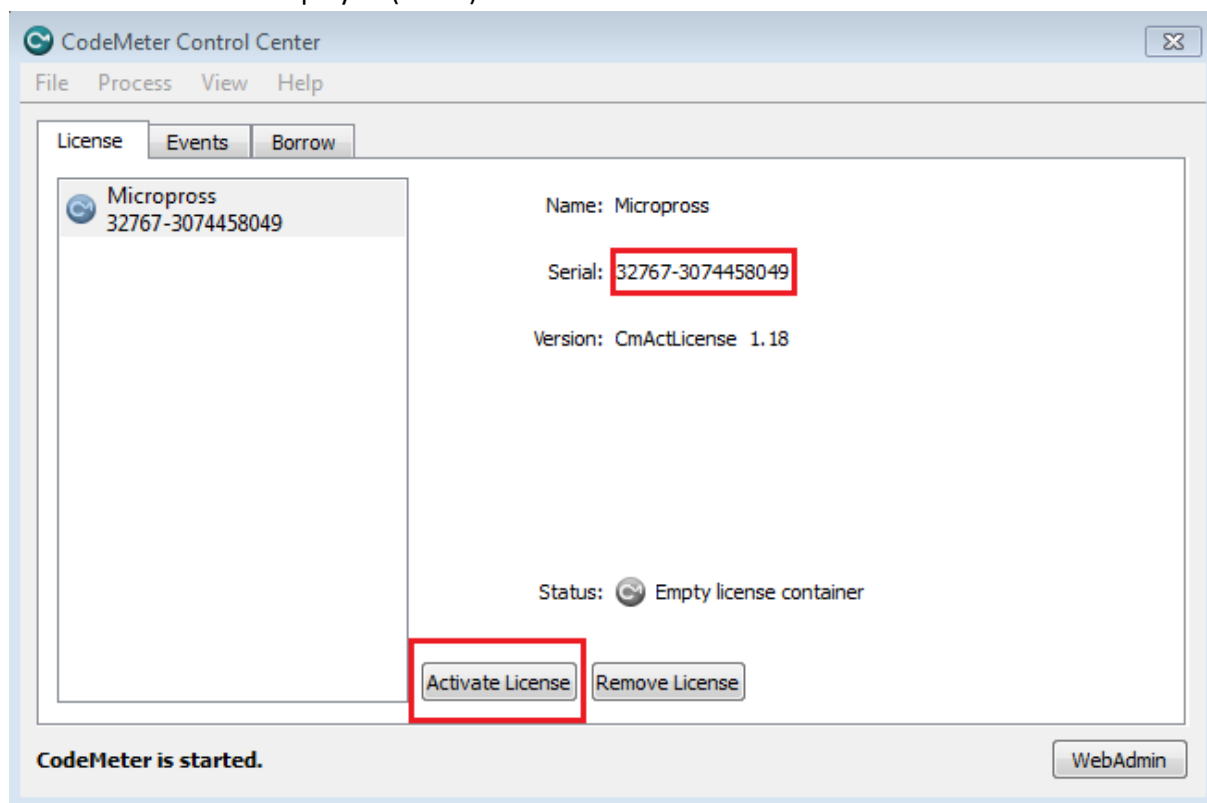 CodeMeter Control Center
File Process View Help
License Events Borrow
Micropross
32767-3074458049
Name: Micropross
Serial: 32767-3074458049
Version: CmActLicense 1.18
Status: Empty license container
Activate License Remove License
CodeMeter is started.
WebAdmin